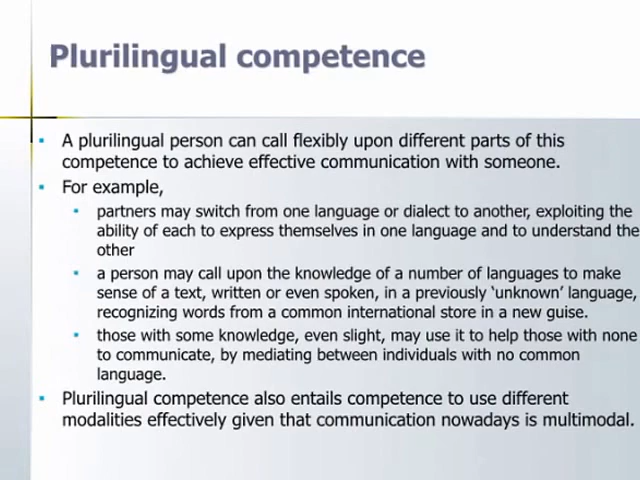 Plurilingual competence
A plurilingual person can call flexibly upon different parts of this
competence to achieve effective communication with someone.
For example,
partners may switch from one language or dialect to another, exploiting the
ability of each to express themselves in one language and to understand the
other
a person may call upon the knowledge of a number of languages to make
sense of a text, written or even spoken, in a previously ‘unknown’ language,
recognizing words from a common international store in a new guise.
those with some knowledge, even slight, may use it to help those with none
to communicate, by mediating between individuals with no common
language.
Plurilingual competence also entails competence to use different
modalities effectively given that communication nowadays is multimodal.